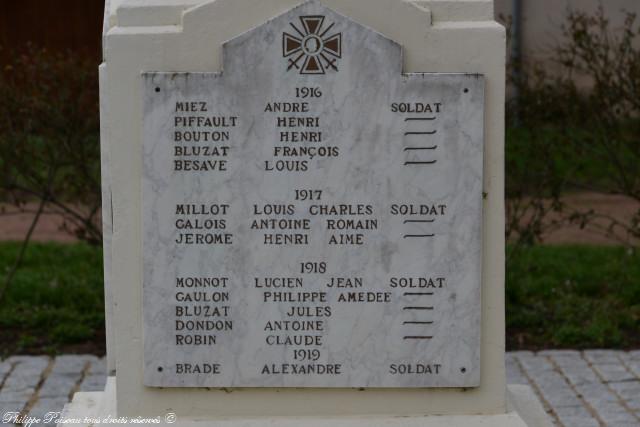 1916
MIEZ ANDRE SOLDAT
PIFFAULT HENRI —
BOUTON HENRI —
BLUZAT FRANÇOIS —
BESAVE LOUIS —
1917
MILLOT LOUIS CHARLES SOLDAT
CALOIS ANTOINE ROMAIN —
JEROME HENRI AIME —
1918
MONNOT LUCIEN JEAN SOLDAT
GAULON PHILIPPE AMEDEE —
BLUZAT JULES —
DONDON ANTOINE —
ROBIN CLAUDE —
1919
BRADE ALEXANDRE SOLDAT
Philippe Poiseau tout droits réservés ©